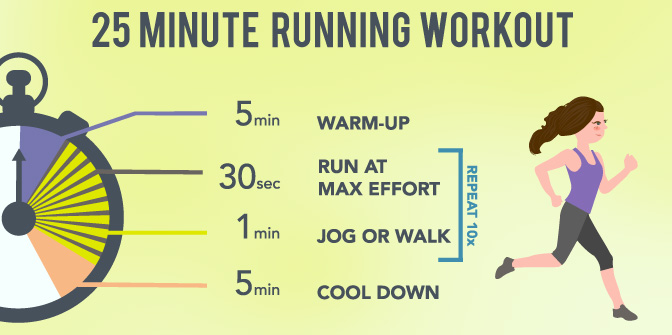 25 MINUTE RUNNING WORKOUT
5min WARM-UP
30sec RUN AT
MAX EFFORT
1min JOG OR WALK
REPEAT 10x
5min COOL DOWN